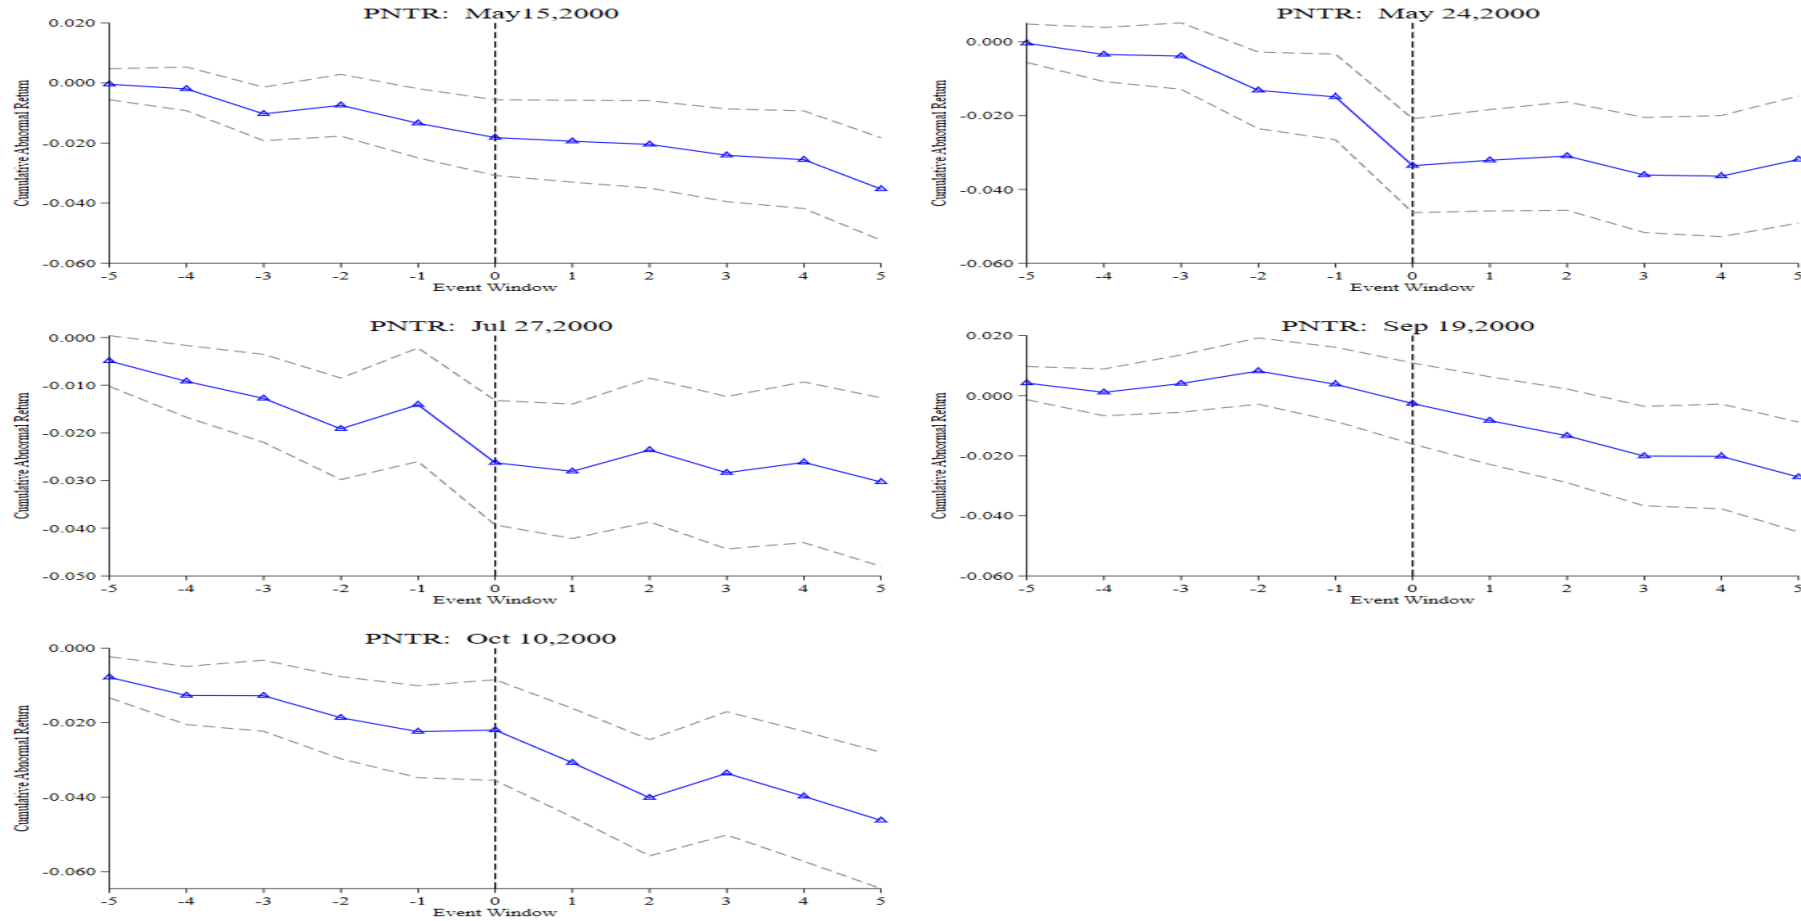 PNTR: May15,2000
Cumulative Abnormal Return
0.020
0.000
-0.020
-0.040
-0.060
-5 -4 -3 -2 -1 0 1 2 3 4 5
Event Window
PNTR: May 24,2000
Cumulative Abnormal Return
0.000
-0.020
-0.040
-0.060
-5 -4 -3 -2 -1 0 1 2 3 4 5
Event Window
PNTR: Jul 27,2000
Cumulative Abnormal Return
0.000
-0.010
-0.020
-0.030
-0.040
-0.050
-5 -4 -3 -2 -1 0 1 2 3 4 5
Event Window
PNTR: Sep 19,2000
Cumulative Abnormal Return
0.020
0.000
-0.020
-0.040
-0.060
-5 -4 -3 -2 -1 0 1 2 3 4 5
Event Window
PNTR: Oct 10,2000
Cumulative Abnormal Return
0.000
-0.020
-0.040
-0.060
-5 -4 -3 -2 -1 0 1 2 3 4 5
Event Window